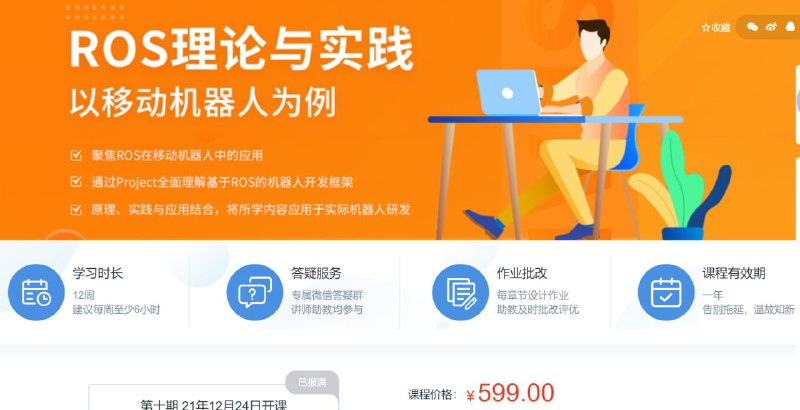 ROS理论与实践
☆收藏
以移动机器人为例
聚焦ROS在移动机器人中的应用
通过Project全面理解基于ROS的机器人开发框架
原理、实践与应用结合，将所学内容应用于实际机器人研发
学习时长
12周
建议每周至少6小时
答疑服务
专属微信答疑群
讲师助教均参与
作业批改
每章节设计作业
助教及时批改评优
课程有效期
一年
告别拖延，温故知新
已报满
第十期 21年12月24日开课
课程价格：¥599.00